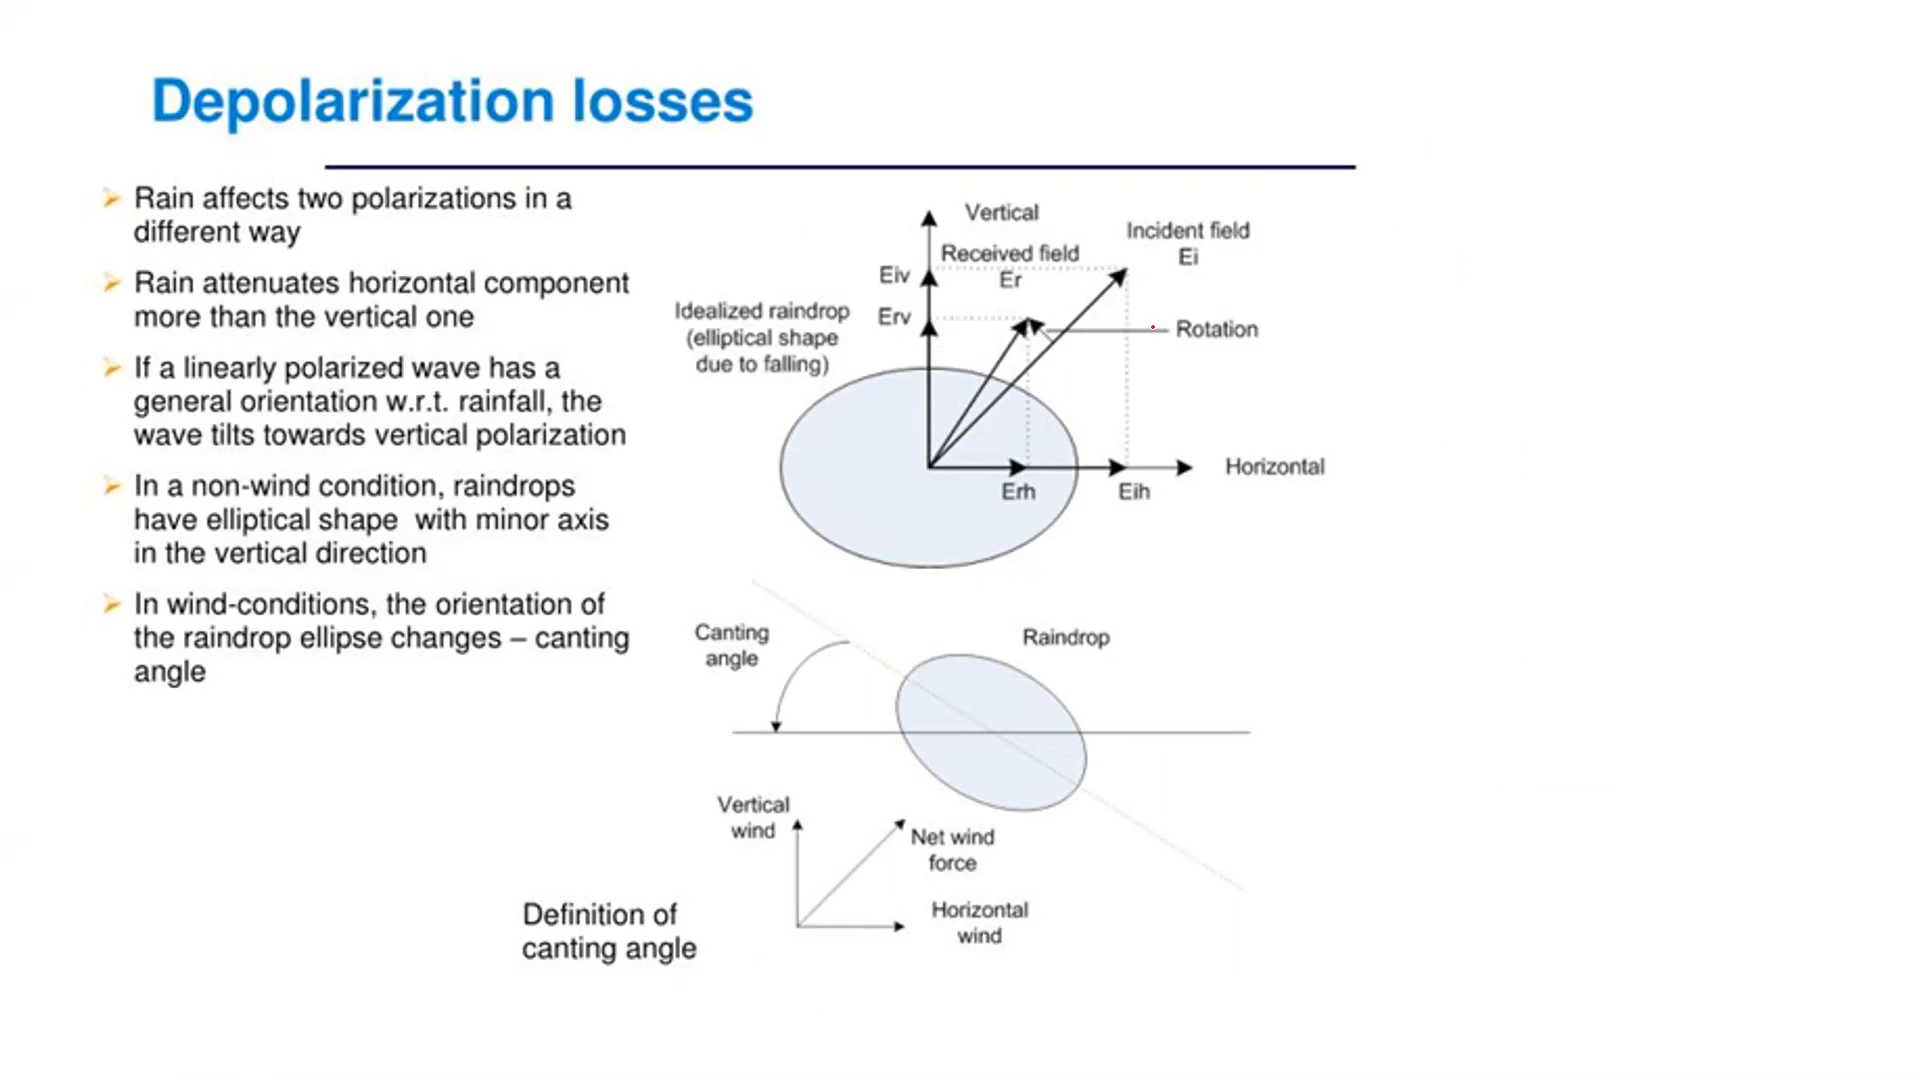 Depolarization losses
Rain affects two polarizations in a
different way
Rain attenuates horizontal component
more than the vertical one
If a linearly polarized wave has a
general orientation w.r.t. rainfall, the
wave tilts towards vertical polarization
In a non-wind condition, raindrops
have elliptical shape with minor axis
in the vertical direction
In wind-conditions, the orientation of
the raindrop ellipse changes – canting
angle
Vertical
Incident field
Ei
Received field
Er
Eiv
Erv
Idealized raindrop
(elliptical shape
due to falling)
Rotation
Horizontal
Erh
Eih
Canting
angle
Raindrop
Vertical
wind
Net wind
force
Horizontal
wind
Definition of
canting angle